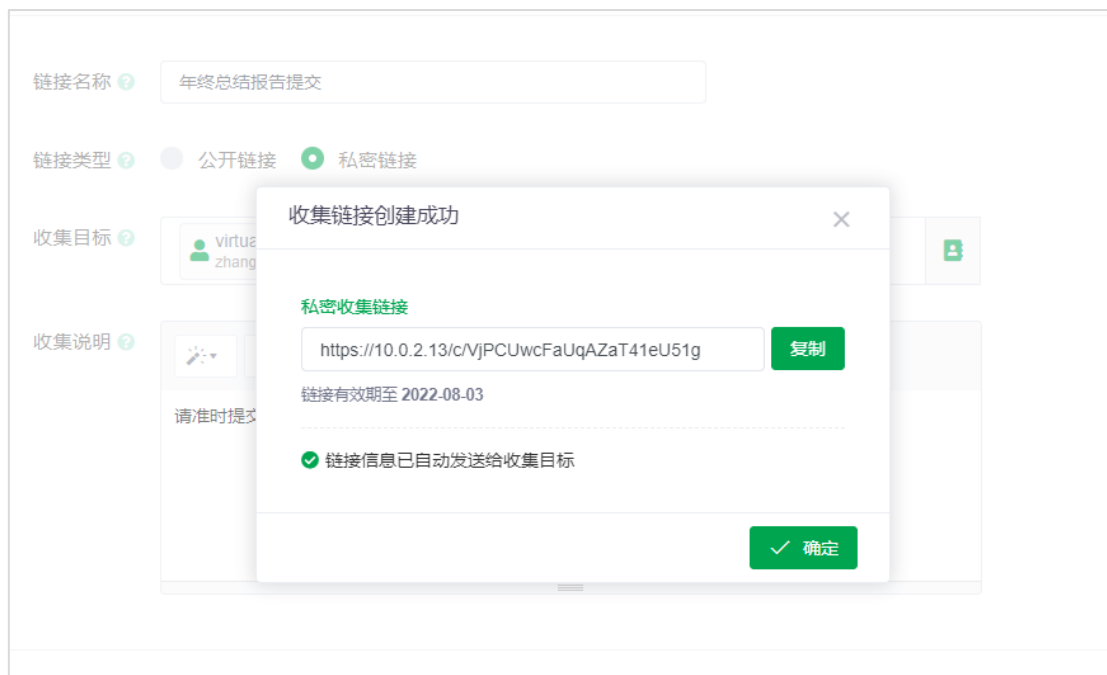 链接名称
年终总结报告提交
链接类型
公开链接
私密链接
收集目标
virtua
zhang
收集说明
请准时提交
收集链接创建成功
私密收集链接
https://10.0.2.13/c/VjPCUwcFaUqAZaT41eU51g
复制
链接有效期至 2022-08-03
链接信息已自动发送给收集目标
确定